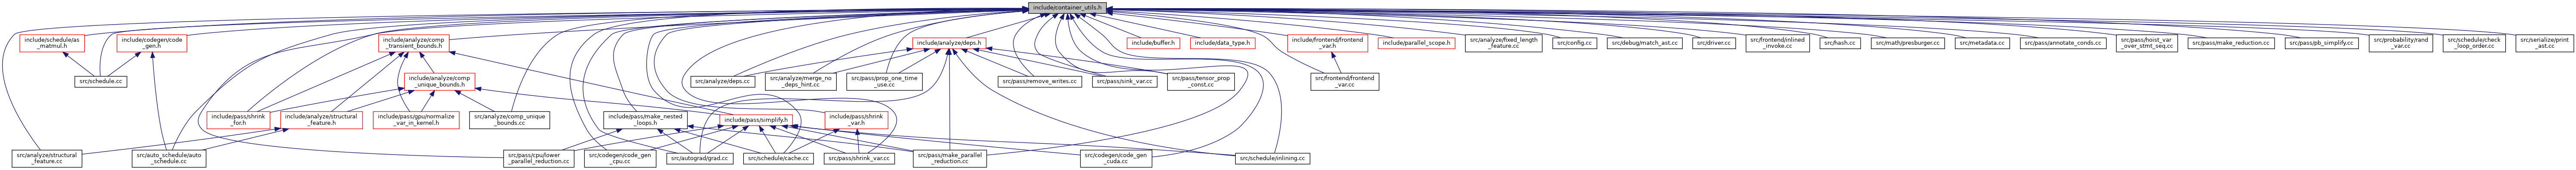 include/container_utils.h
include/schedule/as
_matmul.h
include/codegen/code
_gen.h
include/analyze/comp
_transient_bounds.h
include/analyze/deps.h
include/buffer.h
include/data_type.h
include/frontend/frontend
_var.h
include/parallel_scope.h
src/analyze/fixed_length
_feature.cc
src/config.cc
src/debug/match_ast.cc
src/driver.cc
src/frontend/inlined
_invoke.cc
src/hash.cc
src/math/presburger.cc
src/metadata.cc
src/pass/annotate_conds.cc
src/pass/hoist_var
_over_stmt_seq.cc
src/pass/make_reduction.cc
src/pass/pb_simplify.cc
src/probability/rand
_var.cc
src/schedule/check
_loop_order.cc
src/serialize/print
_ast.cc
src/schedule.cc
include/analyze/comp
_unique_bounds.h
src/analyze/deps.cc
src/analyze/merge_no
_deps_hint.cc
src/pass/prop_one_time
_use.cc
src/pass/remove_writes.cc
src/pass/sink_var.cc
src/pass/tensor_prop
_const.cc
src/frontend/frontend
_var.cc
include/pass/shrink
_for.h
include/analyze/structural
_feature.h
include/pass/gpu/normalize
_var_in_kernel.h
src/analyze/comp_unique
_bounds.cc
include/pass/make_nested
_loops.h
include/pass/simplify.h
include/pass/shrink
_var.h
src/analyze/structural
_feature.cc
src/auto_schedule/auto
_schedule.cc
src/pass/cpu/lower
_parallel_reduction.cc
src/codegen/code_gen
_cpu.cc
src/autograd/grad.cc
src/schedule/cache.cc
src/pass/shrink_var.cc
src/pass/make_parallel
_reduction.cc
src/codegen/code_gen
_cuda.cc
src/schedule/inlining.cc